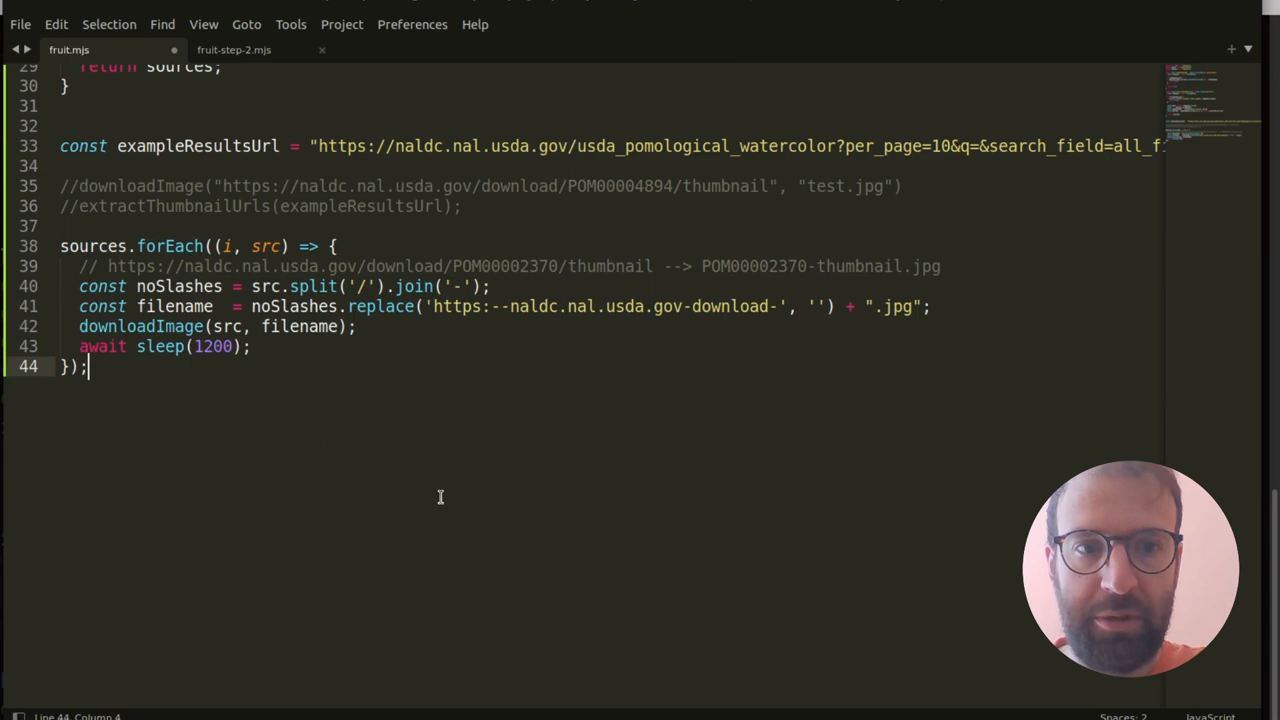 File Edit Selection Find View Goto Tools Project Preferences Help
fruit.mjs fruit-step-2.mjs
29 return sources;
30 }
31
32
33 const exampleResultsUrl = "https://naldc.nal.usda.gov/usda_pomological_watercolor?per_page=10&q=&search_field=all_fi
34
35 //downloadImage("https://naldc.nal.usda.gov/download/POM00004894/thumbnail", "test.jpg")
36 //extractThumbnailUrls(exampleResultsUrl);
37
38 sources.forEach((i, src) => {
39 // https://naldc.nal.usda.gov/download/POM00002370/thumbnail --> POM00002370-thumbnail.jpg
40 const noSlashes = src.split('/').join('-');
41 const filename = noSlashes.replace('https:--naldc.nal.usda.gov-download-', '') + ".jpg";
42 downloadImage(src, filename);
43 await sleep(1200);
44 });
Line 44, Column 4 Spaces: 2 JavaScript